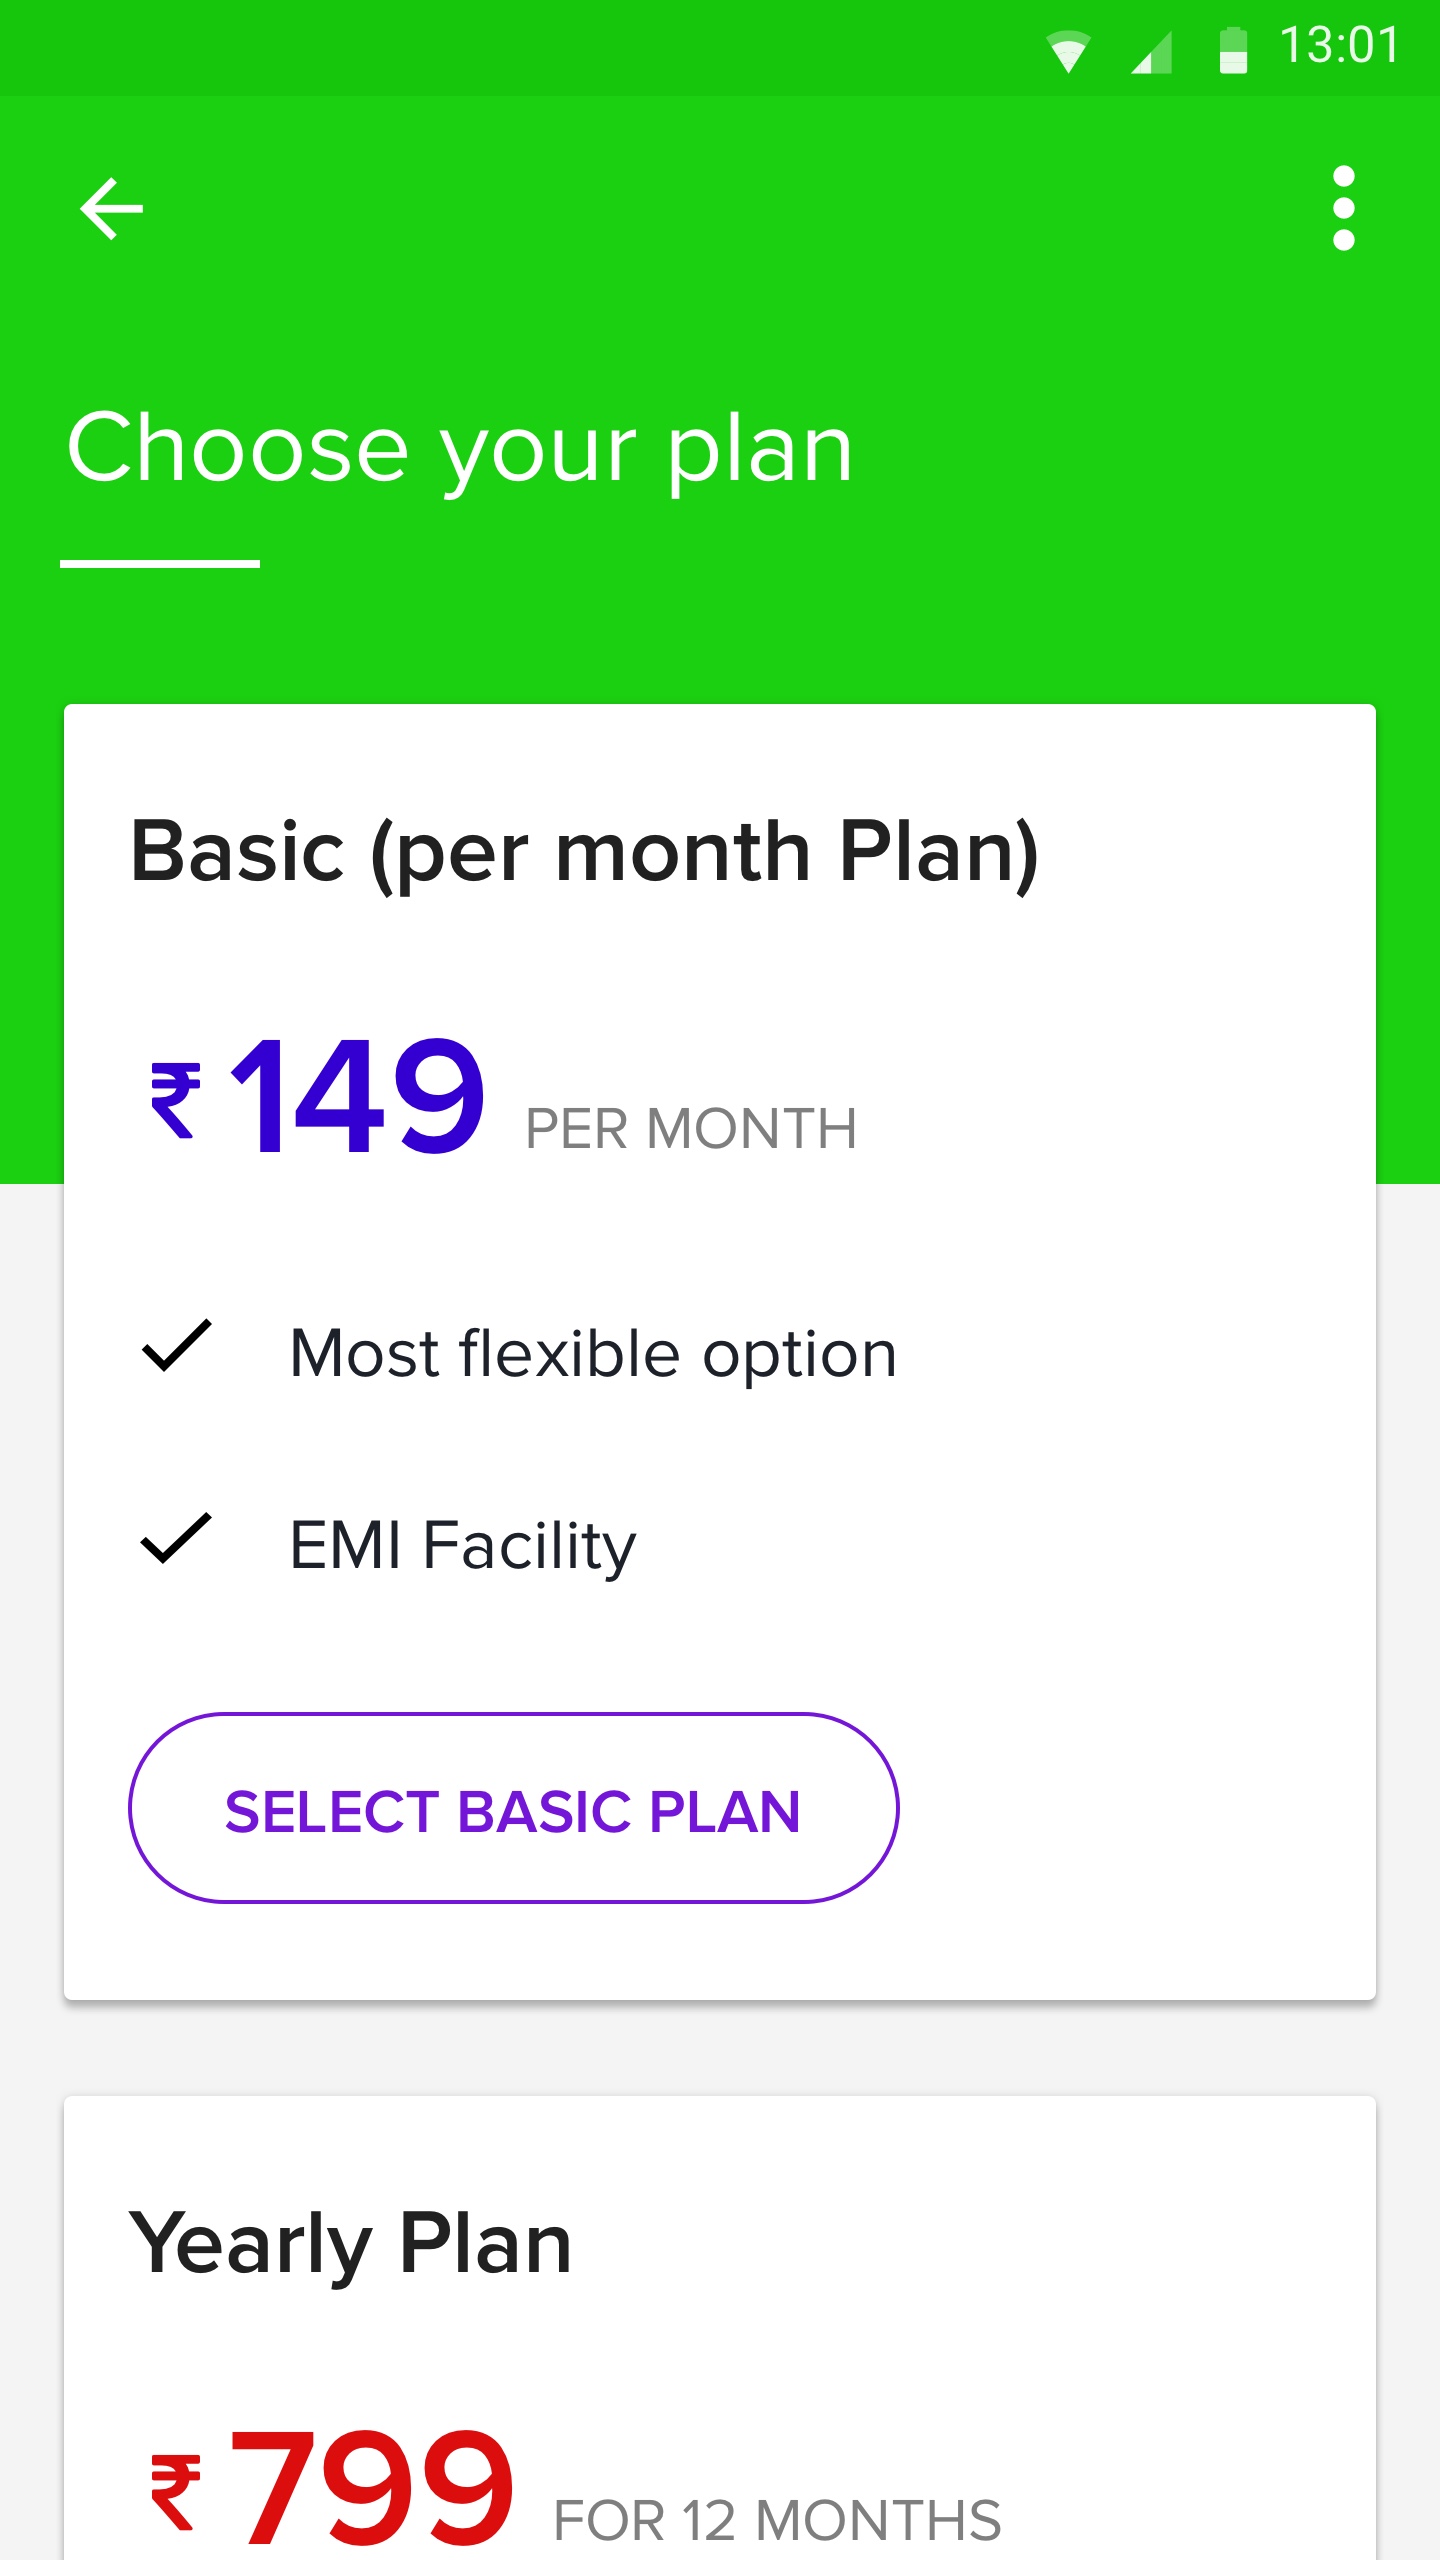 13:01
Choose your plan
Basic (per month Plan)
₹ 149 PER MONTH
Most flexible option
EMI Facility
SELECT BASIC PLAN
Yearly Plan
₹ 799 FOR 12 MONTHS